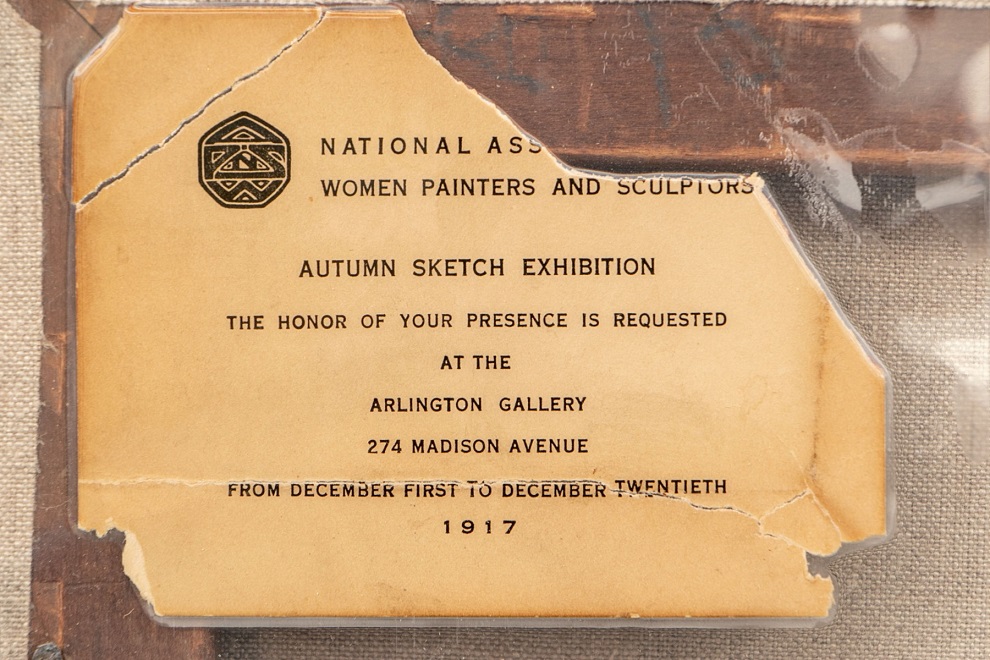 NATIONAL ASS
WOMEN PAINTERS AND SCULPTORS
AUTUMN SKETCH EXHIBITION
THE HONOR OF YOUR PRESENCE IS REQUESTED
AT THE
ARLINGTON GALLERY
274 MADISON AVENUE
FROM DECEMBER FIRST TO DECEMBER TWENTIETH
1917